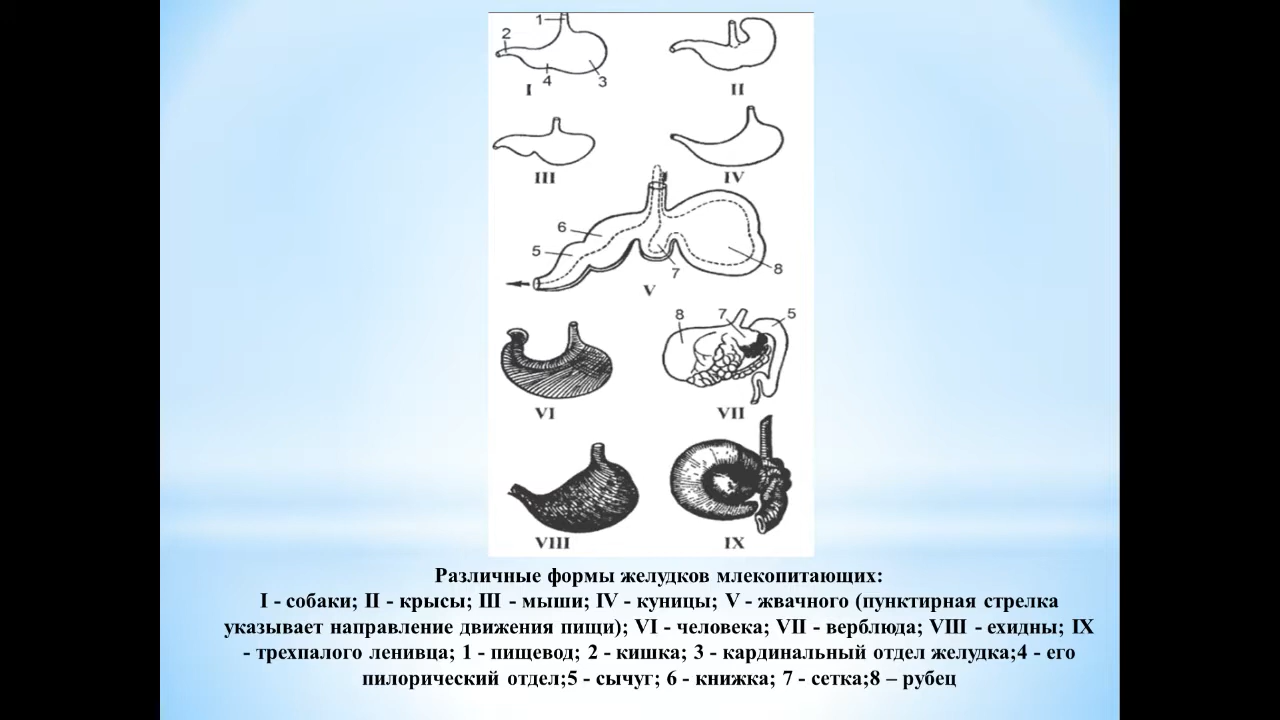 1
2
4
3
I
II
III
IV
6
5
7
8
V
8
7
5
VI
VII
VIII
IX
Различные формы желудков млекопитающих:
I - собаки; II - крысы; III - мыши; IV - куницы; V - жвачного (пунктирная стрелка
указывает направление движения пищи); VI - человека; VII - верблюда; VIII - ехидны; IX
- трехпалого ленивца; 1 - пищевод; 2 - кишка; 3 - кардинальный отдел желудка;4 - его
пилорический отдел;5 - сычуг; 6 - книжка; 7 - сетка;8 – рубец